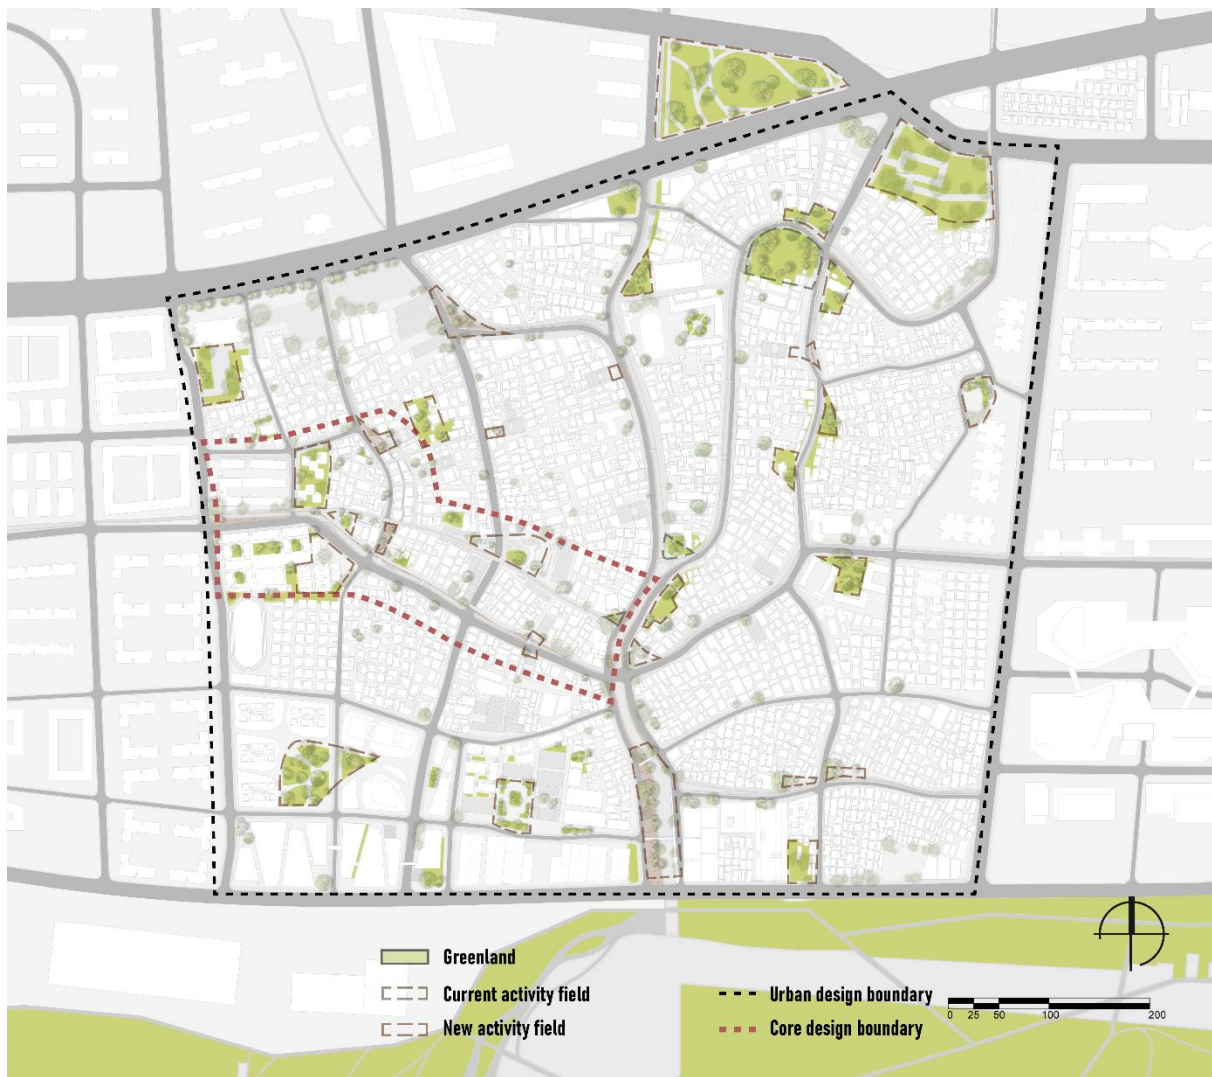 Greenland
Current activity field
New activity field
Urban design boundary
Core design boundary
0 25 50 100 200